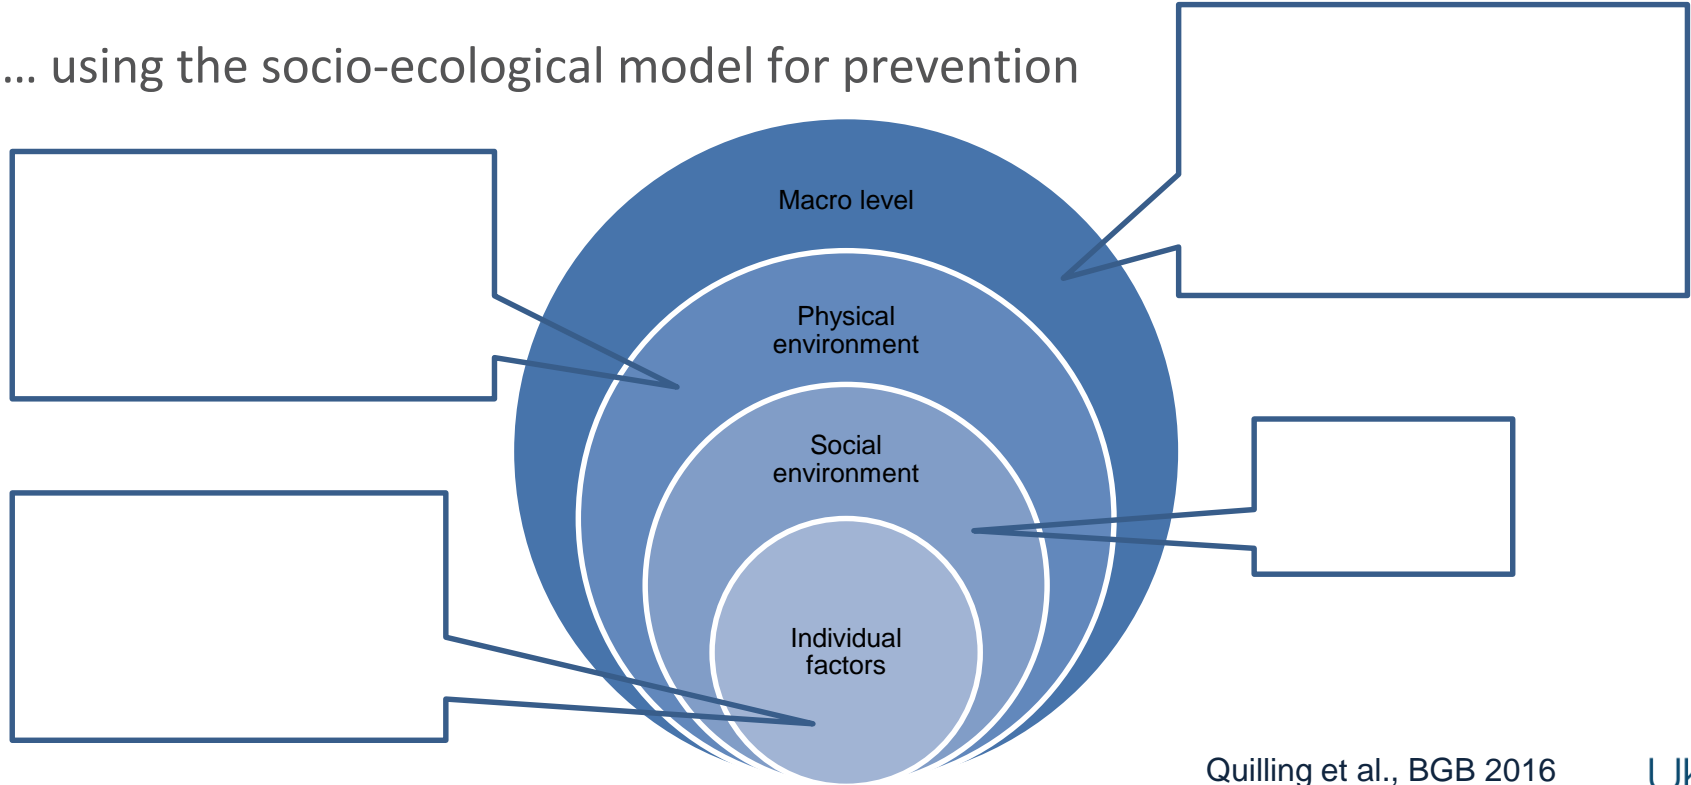 … using the socio-ecological model for prevention
Macro level
Physical
environment
Social
environment
Individual
factors
Quilling et al., BGB 2016